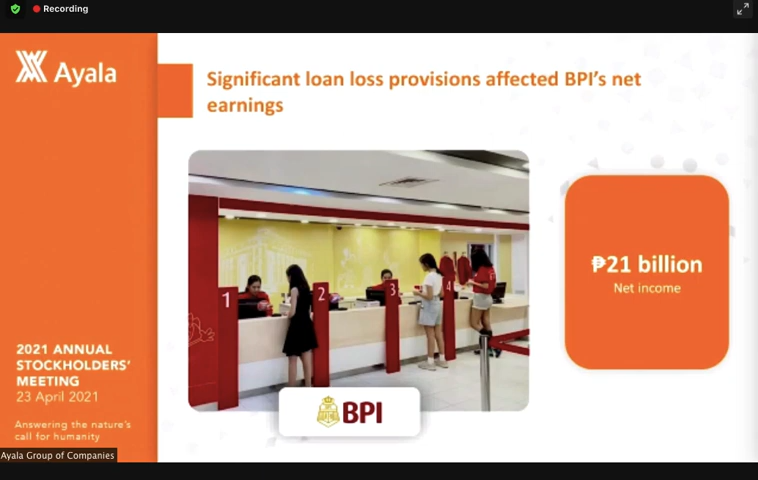 Recording
Ayala
Significant loan loss provisions affected BPI's net
earnings
1
2
3
4
₱21 billion
Net income
BPI
2021 ANNUAL
STOCKHOLDERS'
MEETING
23 April 2021
Answering the nature's
call for humanity
Ayala Group of Companies